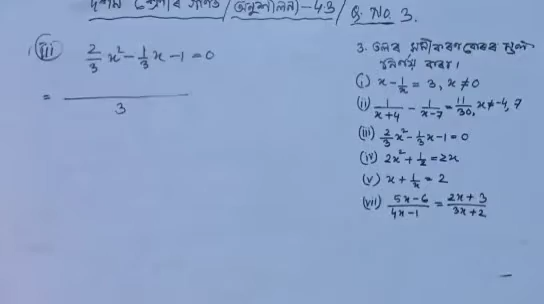 দশম শ্রেণীৰ গণিত/অনুশীলনী-4.3/Q. No 3.
(iii) 2/3 x² - 1/3 x - 1 = 0
= ―――
3
3. তলৰ সমীকৰণবোৰৰ মূল
নিৰ্ণয় কৰা।
(i) x - 1/x = 3, x ≠ 0
(ii) 1/(x+4) - 1/(x-7) = 11/30, x ≠ -4, 7
(iii) 2/3 x² - 1/3 x - 1 = 0
(iv) 2x² + 1/2 = 2x
(v) x + 1/x = 2
(vii) (5x-6)/(4x-1) = (2x+3)/(3x+2)